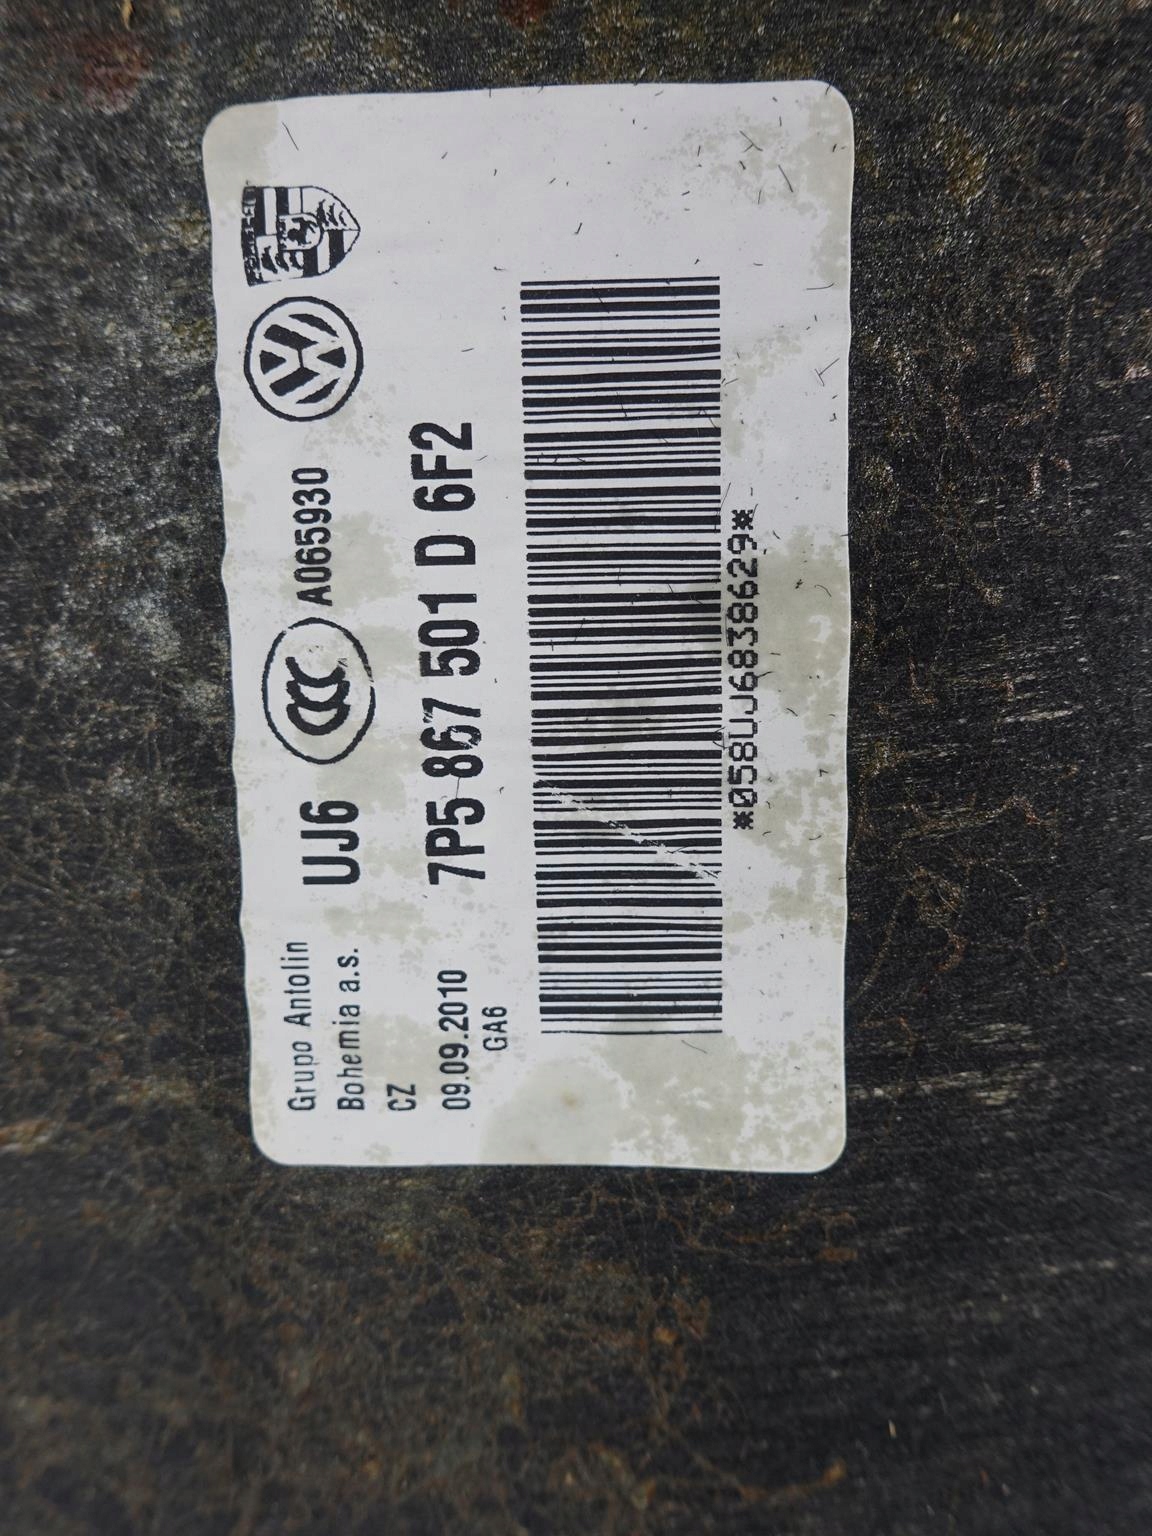 Grupo Antolin
Bohemia a.s.
CZ
09.09.2010
GA6
UJ6
A065930
7P5 867 501 D 6F2
*058UJ6838629*